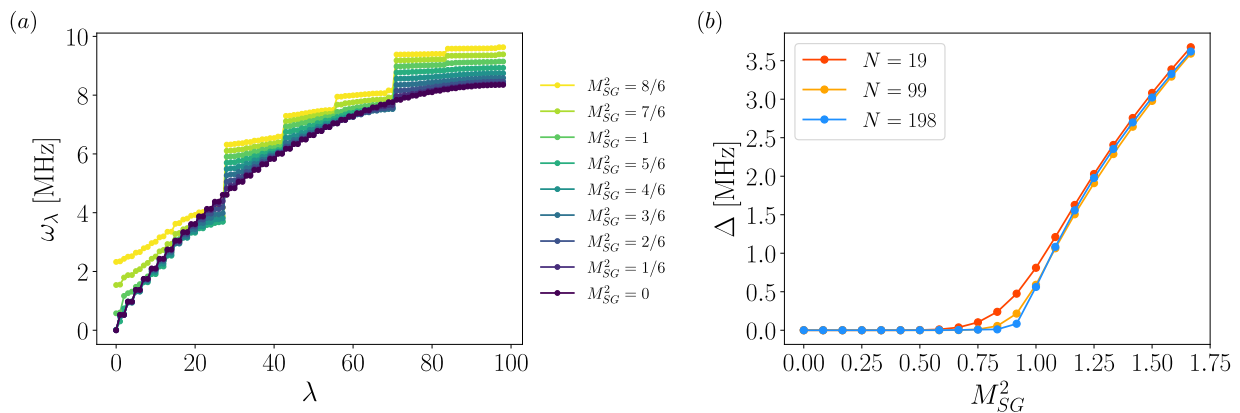 (a)
10
8
6
4
2
0
ω_λ [MHz]
0 20 40 60 80 100
λ
M²_SG = 8/6
M²_SG = 7/6
M²_SG = 1
M²_SG = 5/6
M²_SG = 4/6
M²_SG = 3/6
M²_SG = 2/6
M²_SG = 1/6
M²_SG = 0
(b)
3.5
3.0
2.5
2.0
1.5
1.0
0.5
0.0
Δ [MHz]
N = 19
N = 99
N = 198
0.00 0.25 0.50 0.75 1.00 1.25 1.50 1.75
M²_SG